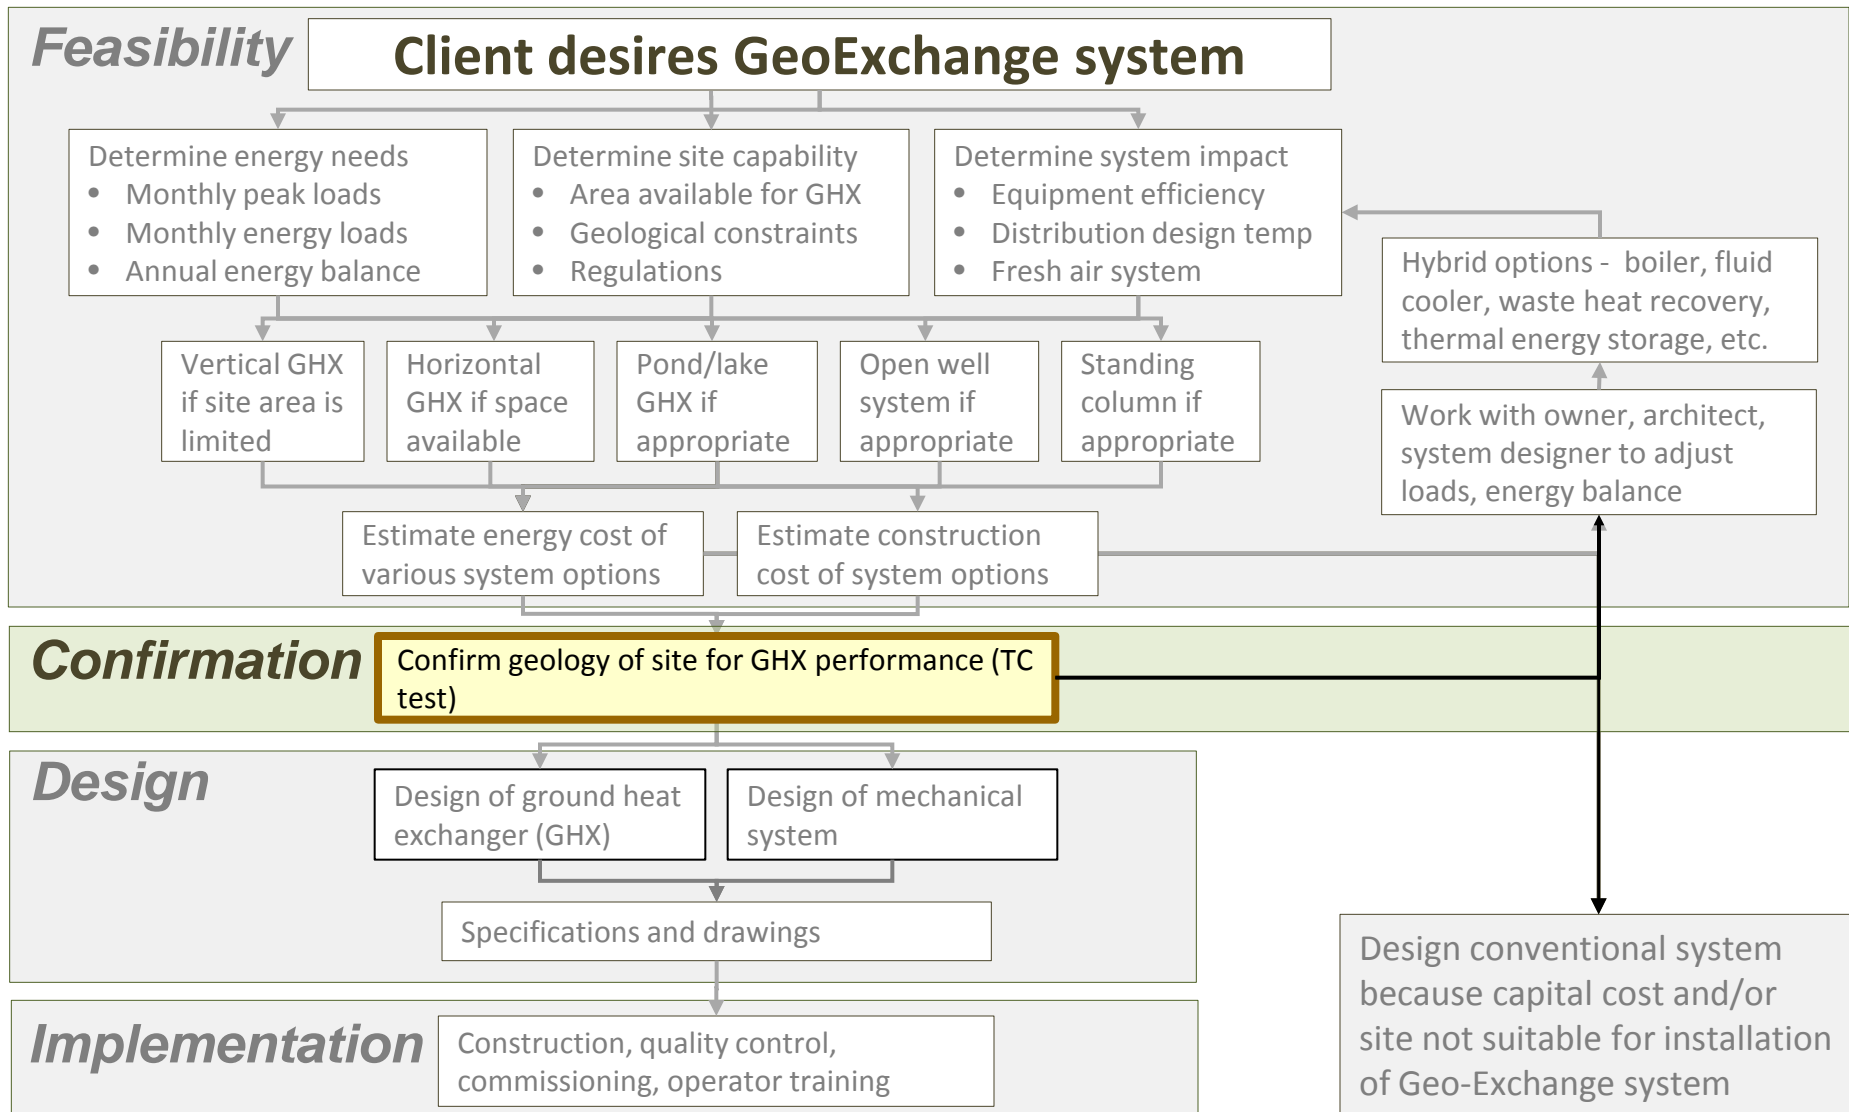 Feasibility
Client desires GeoExchange system
Determine energy needs
• Monthly peak loads
• Monthly energy loads
• Annual energy balance
Determine site capability
• Area available for GHX
• Geological constraints
• Regulations
Determine system impact
• Equipment efficiency
• Distribution design temp
• Fresh air system
Hybrid options - boiler, fluid
cooler, waste heat recovery,
thermal energy storage, etc.
Vertical GHX
if site area is
limited
Horizontal
GHX if space
available
Pond/lake
GHX if
appropriate
Open well
system if
appropriate
Standing
column if
appropriate
Work with owner, architect,
system designer to adjust
loads, energy balance
Estimate energy cost of
various system options
Estimate construction
cost of system options
Confirmation
Confirm geology of site for GHX performance (TC
test)
Design
Design of ground heat
exchanger (GHX)
Design of mechanical
system
Specifications and drawings
Design conventional system
because capital cost and/or
site not suitable for installation
of Geo-Exchange system
Implementation
Construction, quality control,
commissioning, operator training